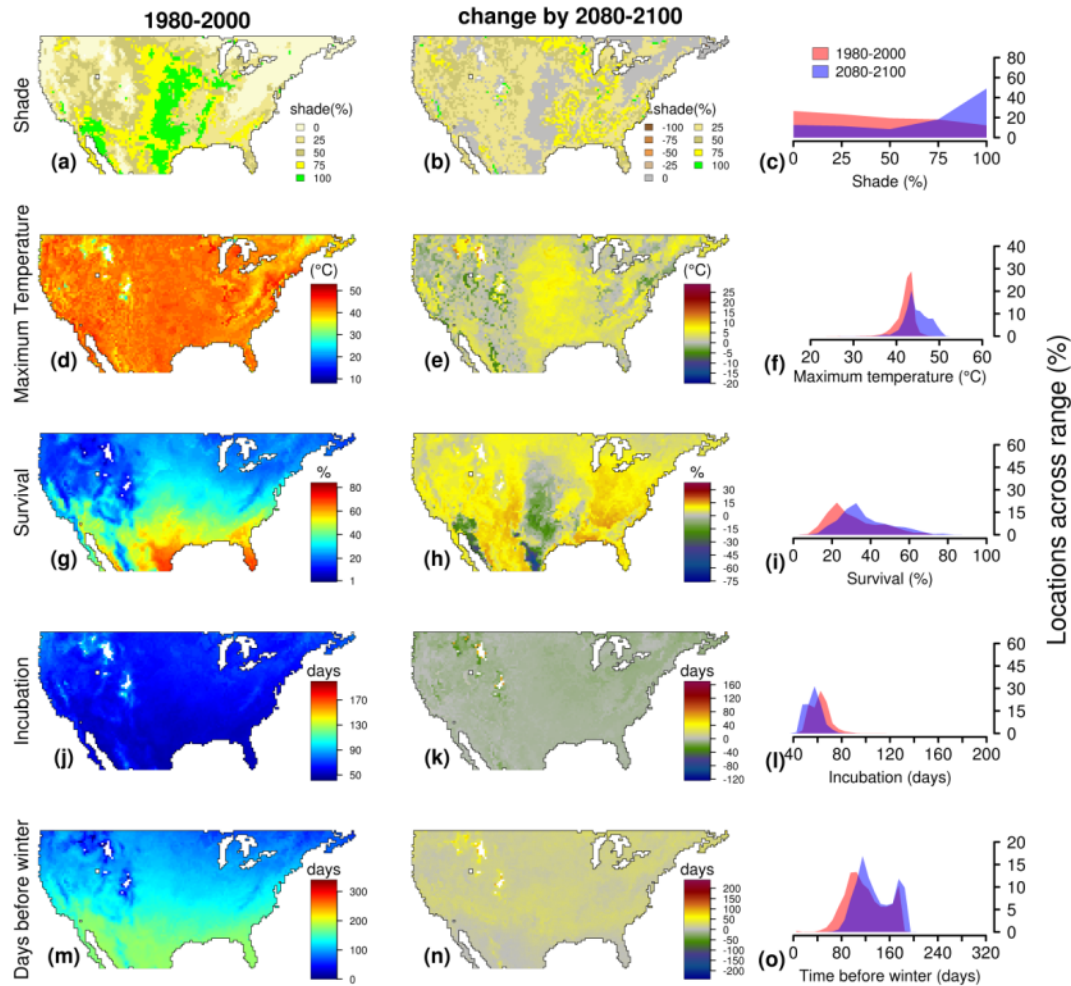 1980-2000
change by 2080-2100
Shade
(a)
shade(%)
0
25
50
75
100
(b)
shade(%)
-100
-75
-50
-25
0
25
50
75
100
1980-2000
2080-2100
80
60
40
20
0
(c)
0 25 50 75 100
Shade (%)
Maximum Temperature
(d)
(°C)
50
40
30
20
10
(e)
(°C)
25
20
15
10
5
0
-5
-10
-15
-20
40
30
20
10
0
(f)
20 30 40 50 60
Maximum temperature (°C)
Survival
(g)
%
80
60
40
20
1
(h)
%
30
15
0
-15
-30
-45
-60
-75
60
45
30
15
0
(i)
0 20 40 60 80 100
Survival (%)
Incubation
(j)
days
170
140
110
80
50
(k)
days
160
120
80
40
0
-40
-80
-120
60
45
30
15
0
(l)
40 80 120 160 200
Incubation (days)
Days before winter
(m)
days
300
200
100
0
(n)
days
200
150
100
50
0
-50
-100
-150
-200
20
15
10
5
0
(o)
0 80 160 240 320
Time before winter (days)
Locations across range (%)